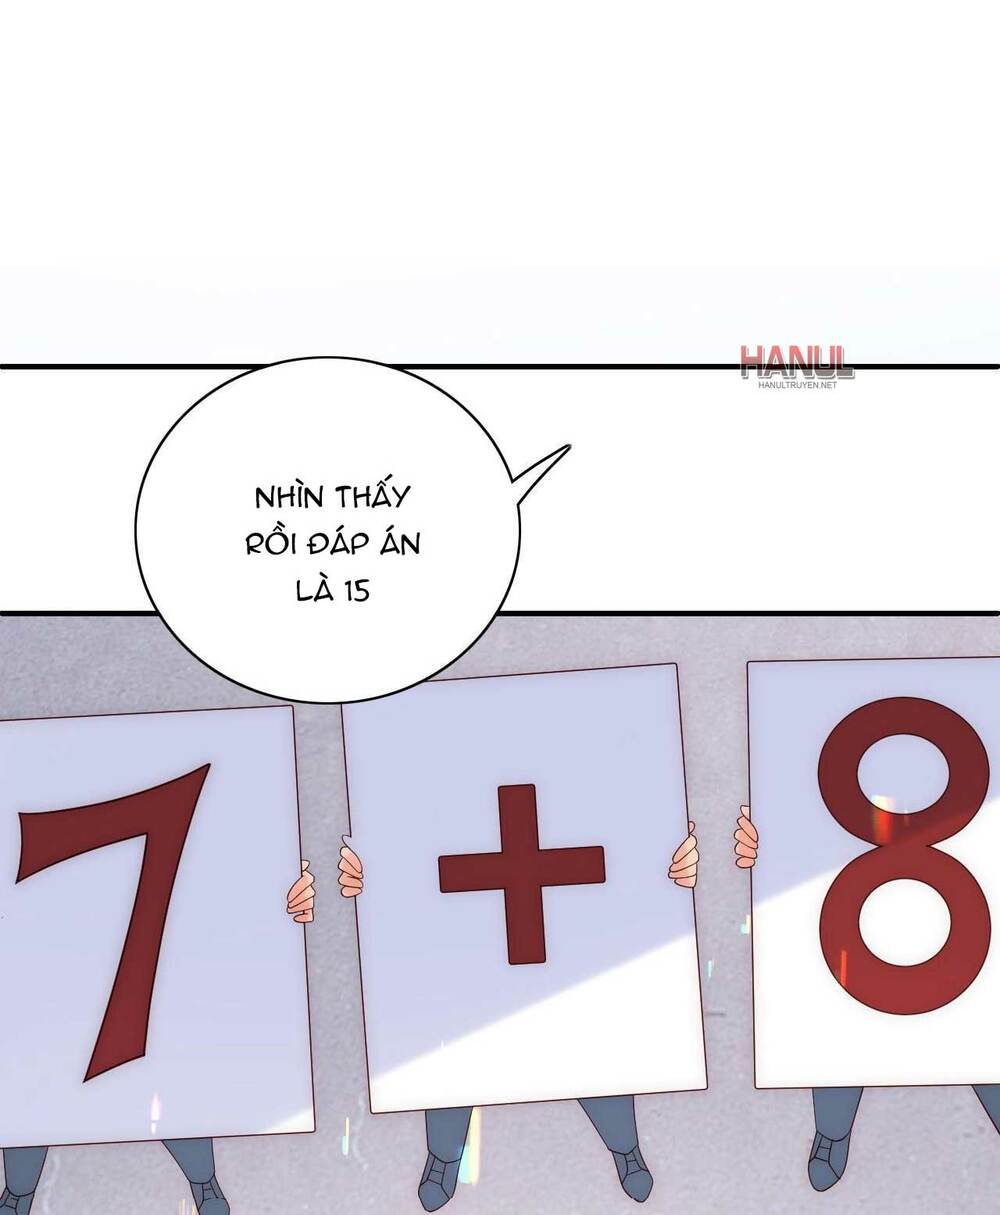 HANUL
HANULTRUYEN.NET
NHÌN THẤY
RỒI ĐÁP ÁN
LÀ 15
7 + 8